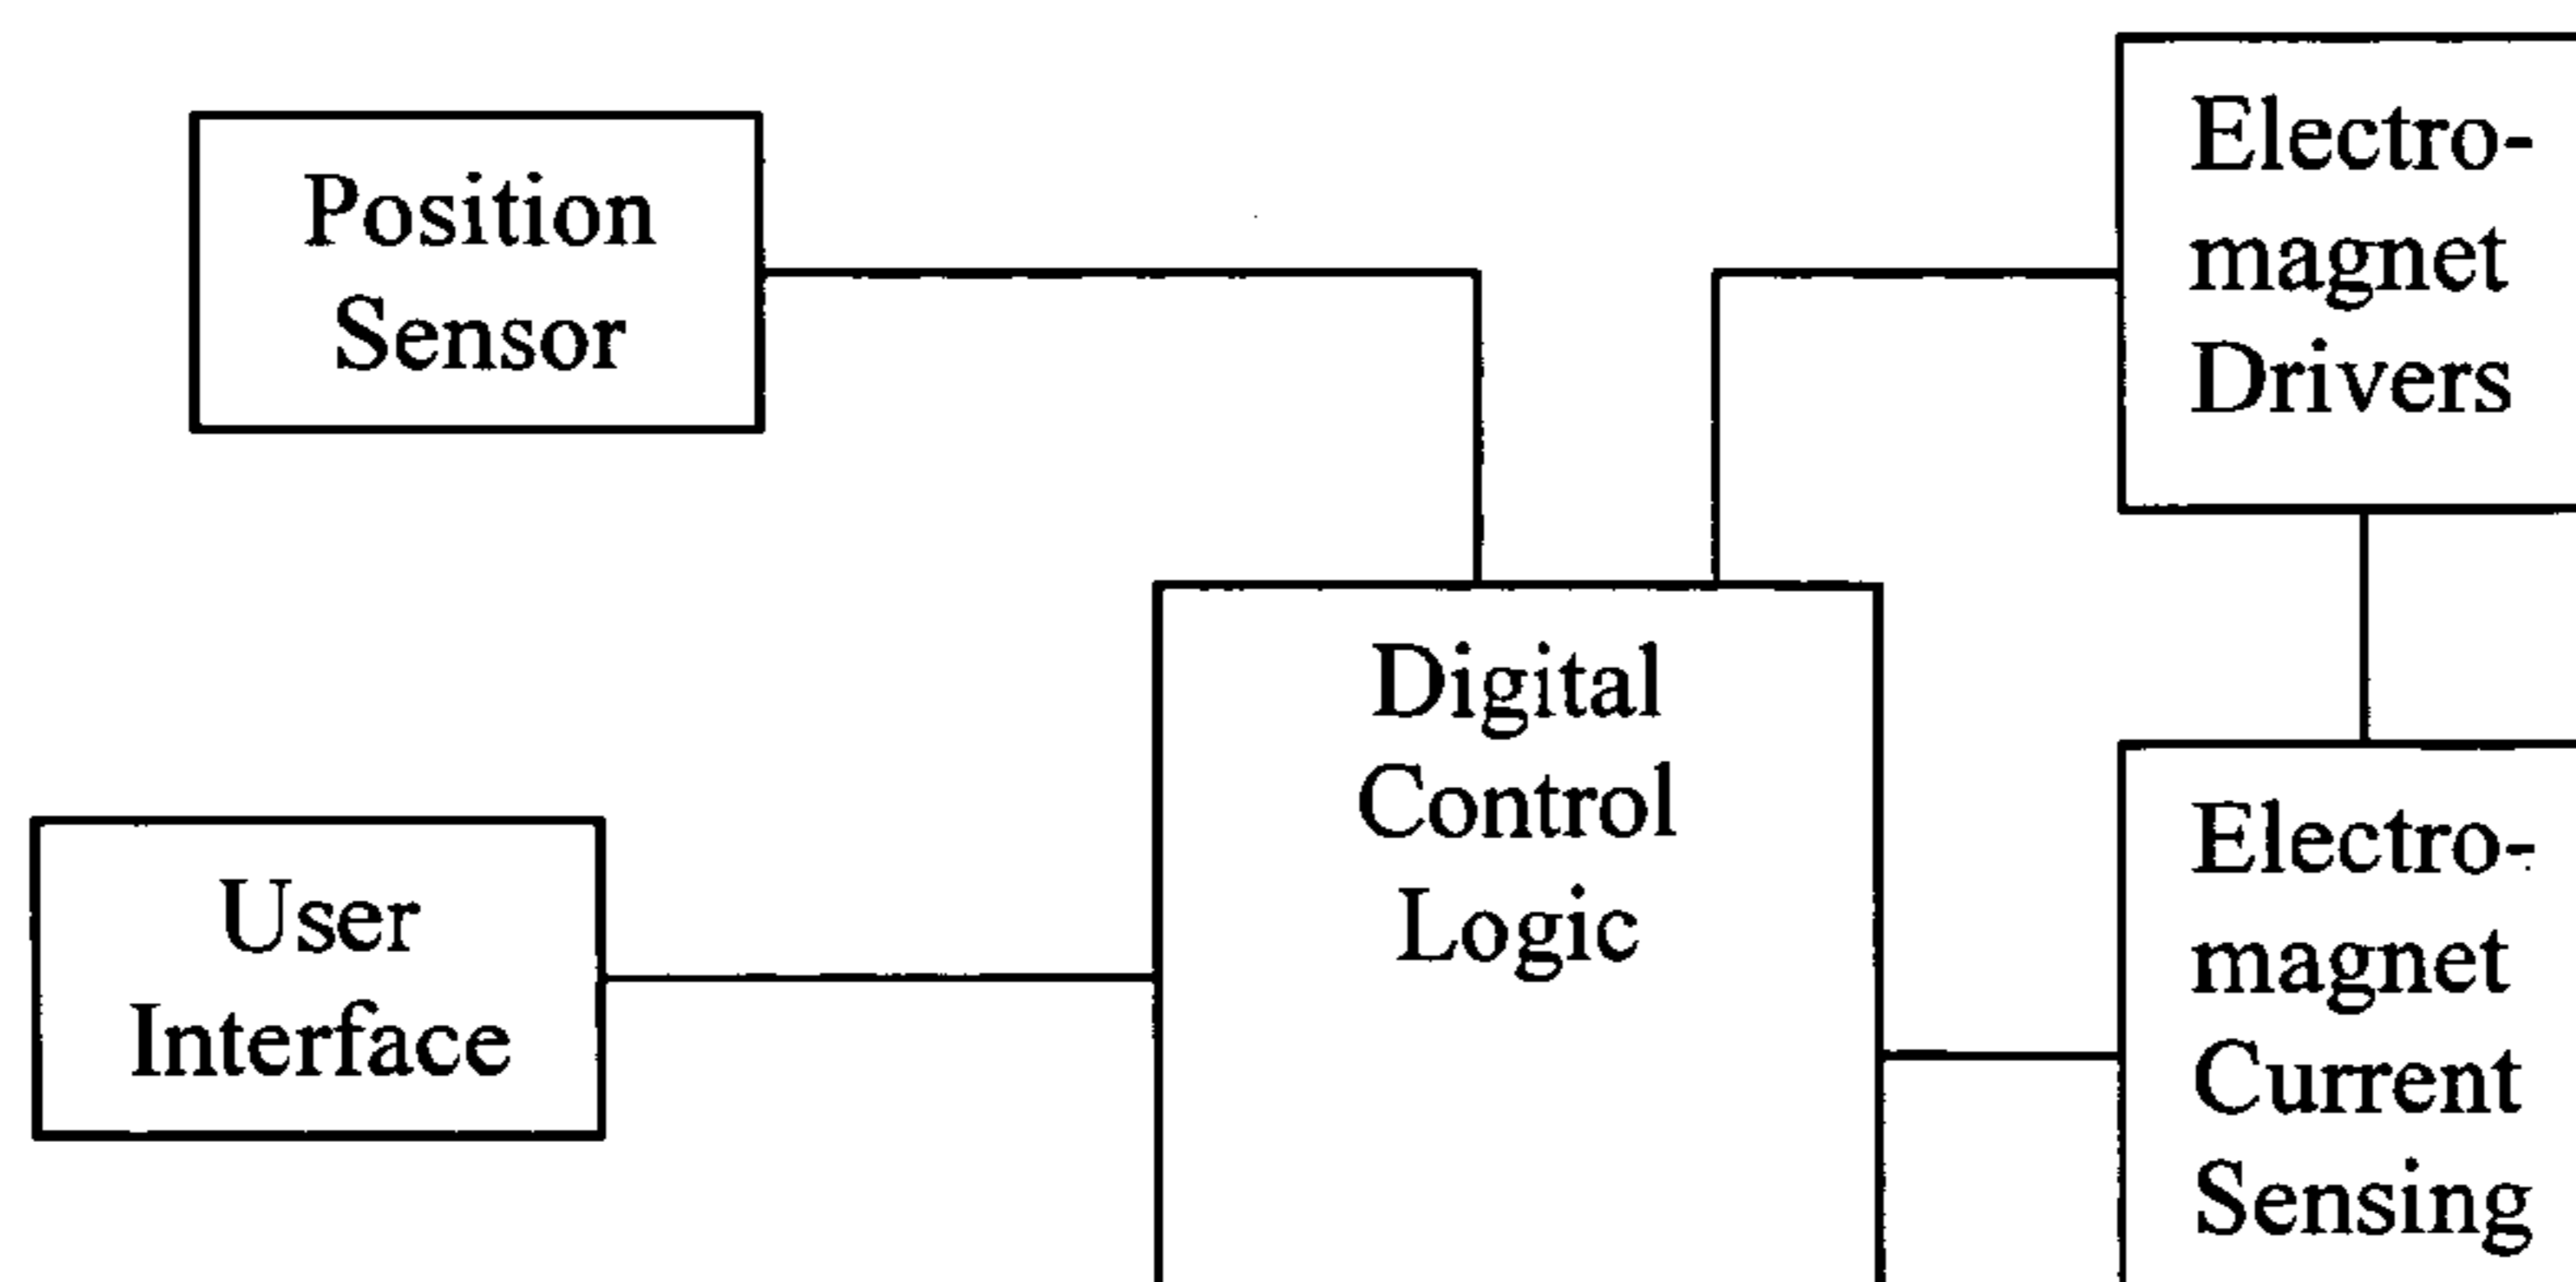 Position
Sensor
Electro-
magnet
Drivers
Digital
Control
Logic
User
Interface
Electro-
magnet
Current
Sensing